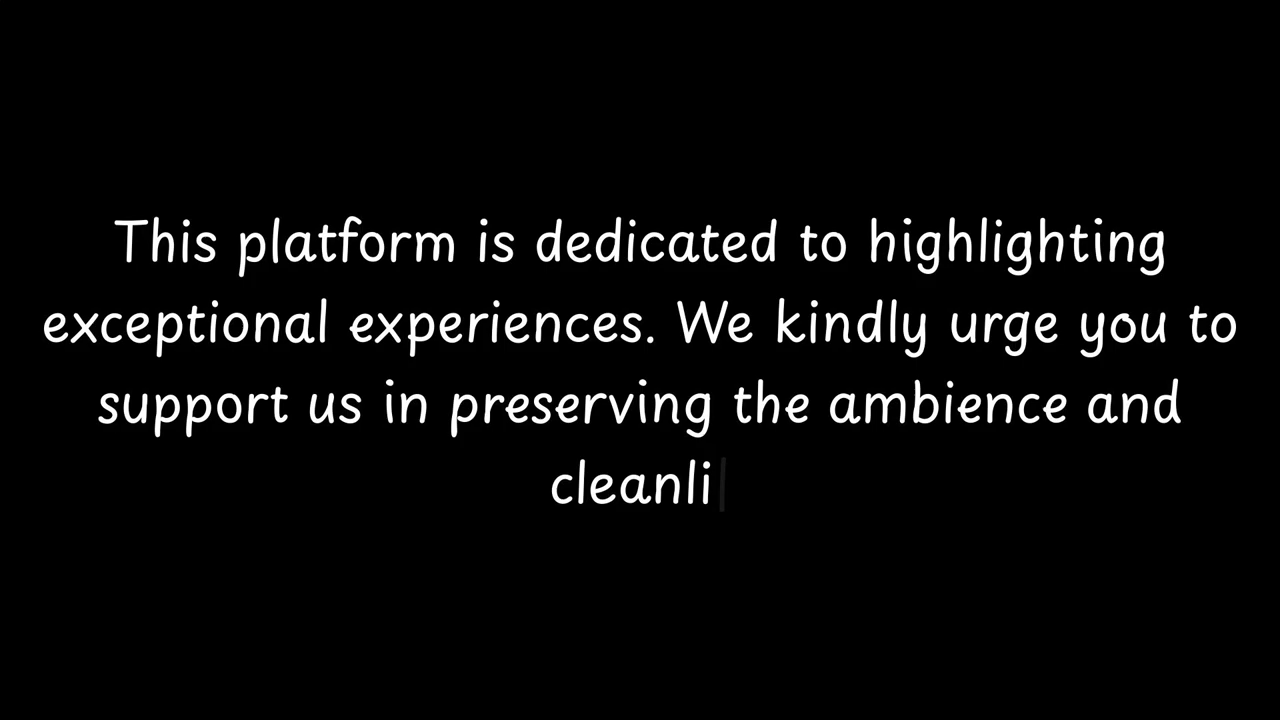 This platform is dedicated to highlighting
exceptional experiences. We kindly urge you to
support us in preserving the ambience and
cleanli